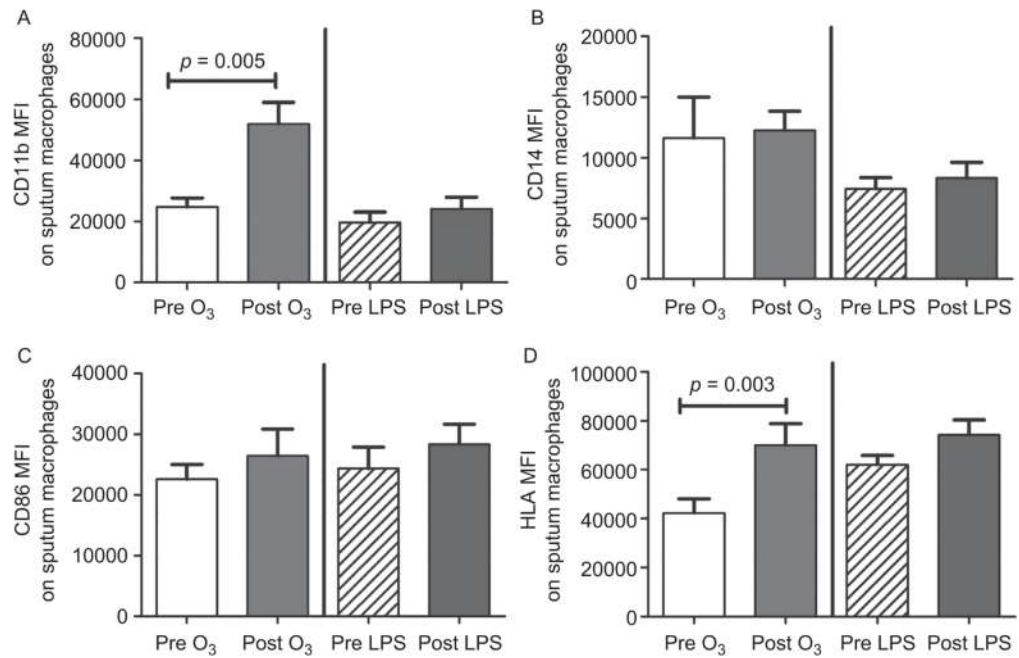 A
CD11b MFI
on sputum macrophages
80000
60000
40000
20000
0
p = 0.005
Pre O₃
Post O₃
Pre LPS
Post LPS
B
CD14 MFI
on sputum macrophages
20000
15000
10000
5000
0
Pre O₃
Post O₃
Pre LPS
Post LPS
C
CD86 MFI
on sputum macrophages
40000
30000
20000
10000
0
Pre O₃
Post O₃
Pre LPS
Post LPS
D
HLA MFI
on sputum macrophages
100000
80000
60000
40000
20000
0
p = 0.003
Pre O₃
Post O₃
Pre LPS
Post LPS